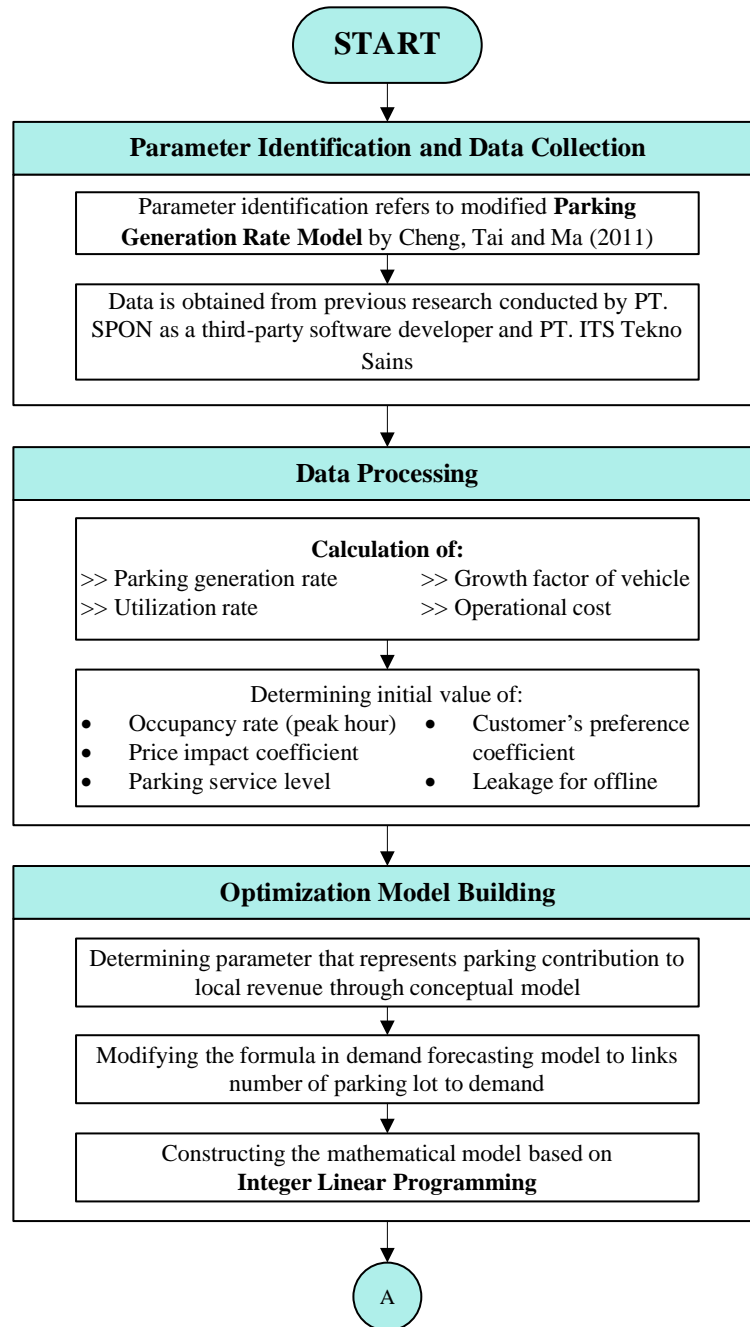 START
Parameter Identification and Data Collection
Parameter identification refers to modified Parking
Generation Rate Model by Cheng, Tai and Ma (2011)
Data is obtained from previous research conducted by PT.
SPON as a third-party software developer and PT. ITS Tekno
Sains
Data Processing
Calculation of:
>> Parking generation rate
>> Utilization rate
>> Growth factor of vehicle
>> Operational cost
Determining initial value of:
• Occupancy rate (peak hour)
• Price impact coefficient
• Parking service level
• Customer's preference
coefficient
• Leakage for offline
Optimization Model Building
Determining parameter that represents parking contribution to
local revenue through conceptual model
Modifying the formula in demand forecasting model to links
number of parking lot to demand
Constructing the mathematical model based on
Integer Linear Programming
A